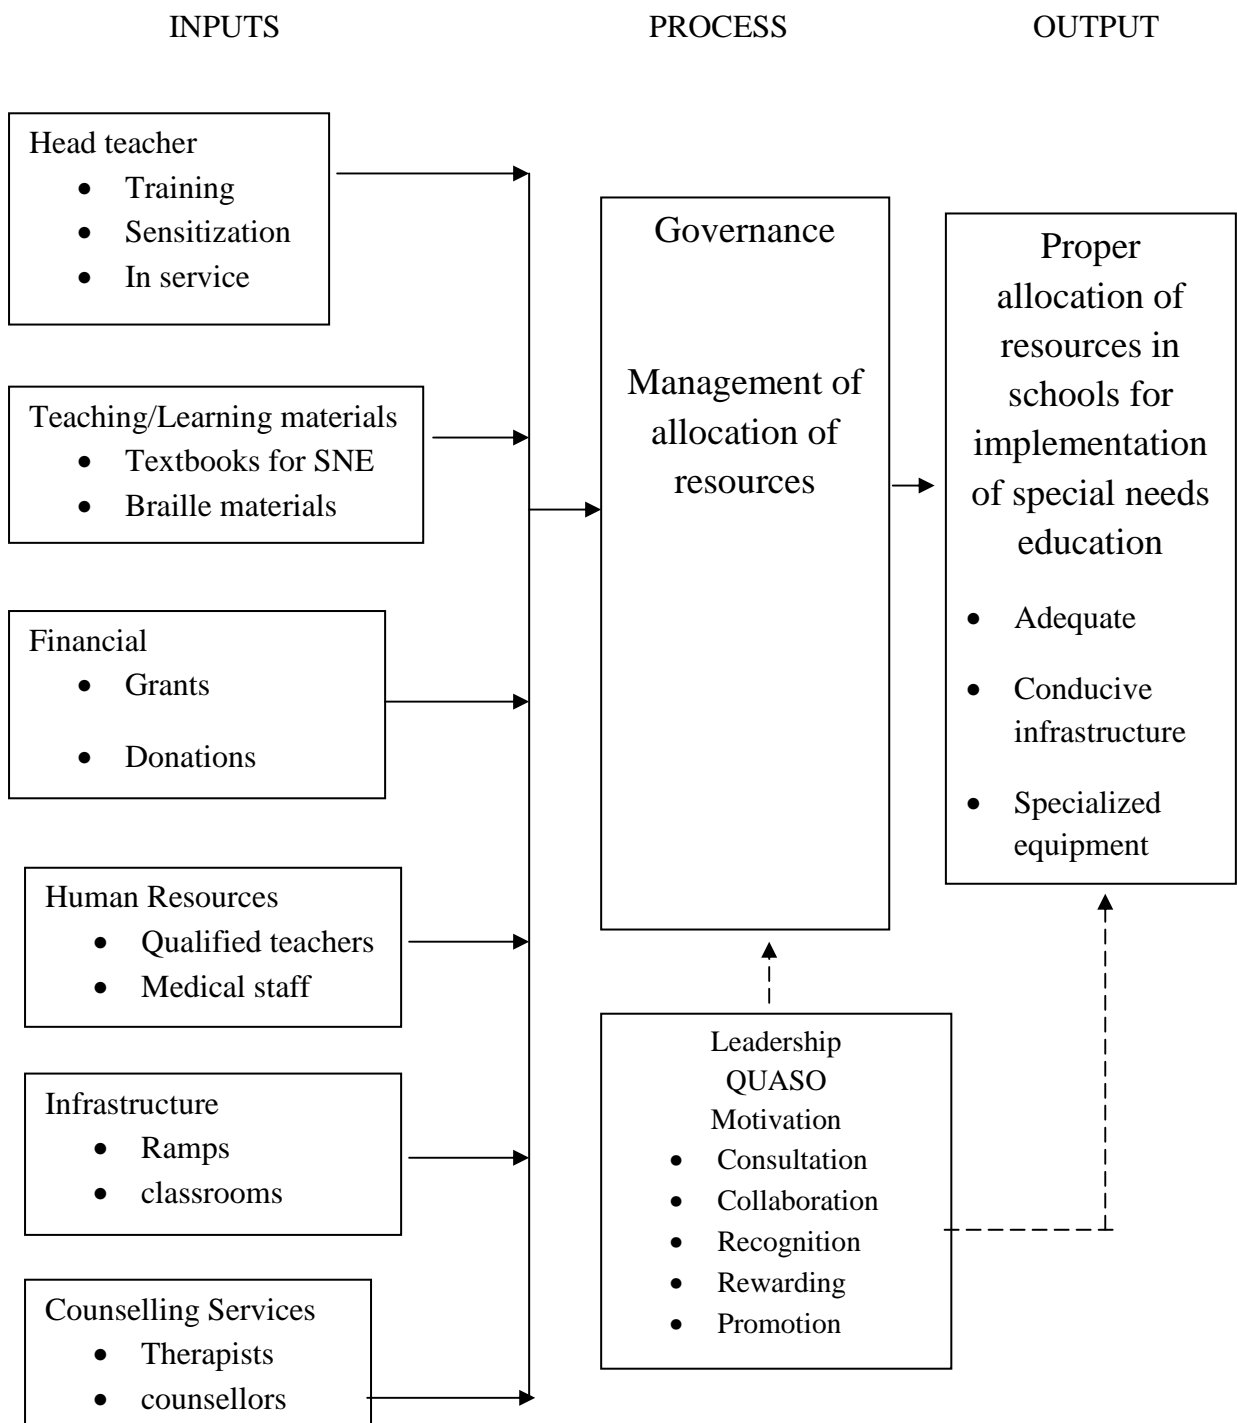 INPUTS
PROCESS
OUTPUT
Head teacher
• Training
• Sensitization
• In service
Teaching/Learning materials
• Textbooks for SNE
• Braille materials
Financial
• Grants
• Donations
Human Resources
• Qualified teachers
• Medical staff
Infrastructure
• Ramps
• classrooms
Counselling Services
• Therapists
• counsellors
Governance
Management of
allocation of
resources
Leadership
QUASO
Motivation
• Consultation
• Collaboration
• Recognition
• Rewarding
• Promotion
Proper
allocation of
resources in
schools for
implementation
of special needs
education
• Adequate
• Conducive
infrastructure
• Specialized
equipment